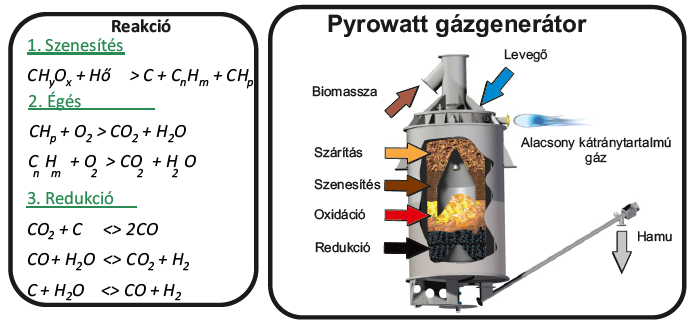 Reakció
1. Szenesítés
CHyOx + Hő > C + CnHm + CHp
2. Égés
CHp + O2 > CO2 + H2O
CnHm + O2 > CO2 + H2O
3. Redukció
CO2 + C <> 2CO
CO + H2O <> CO2 + H2
C + H2O <> CO + H2
Pyrowatt gázgenerátor
Levegő
Biomassza
Alacsony kátránytartalmú
gáz
Szárítás
Szenesítés
Oxidáció
Redukció
Hamu